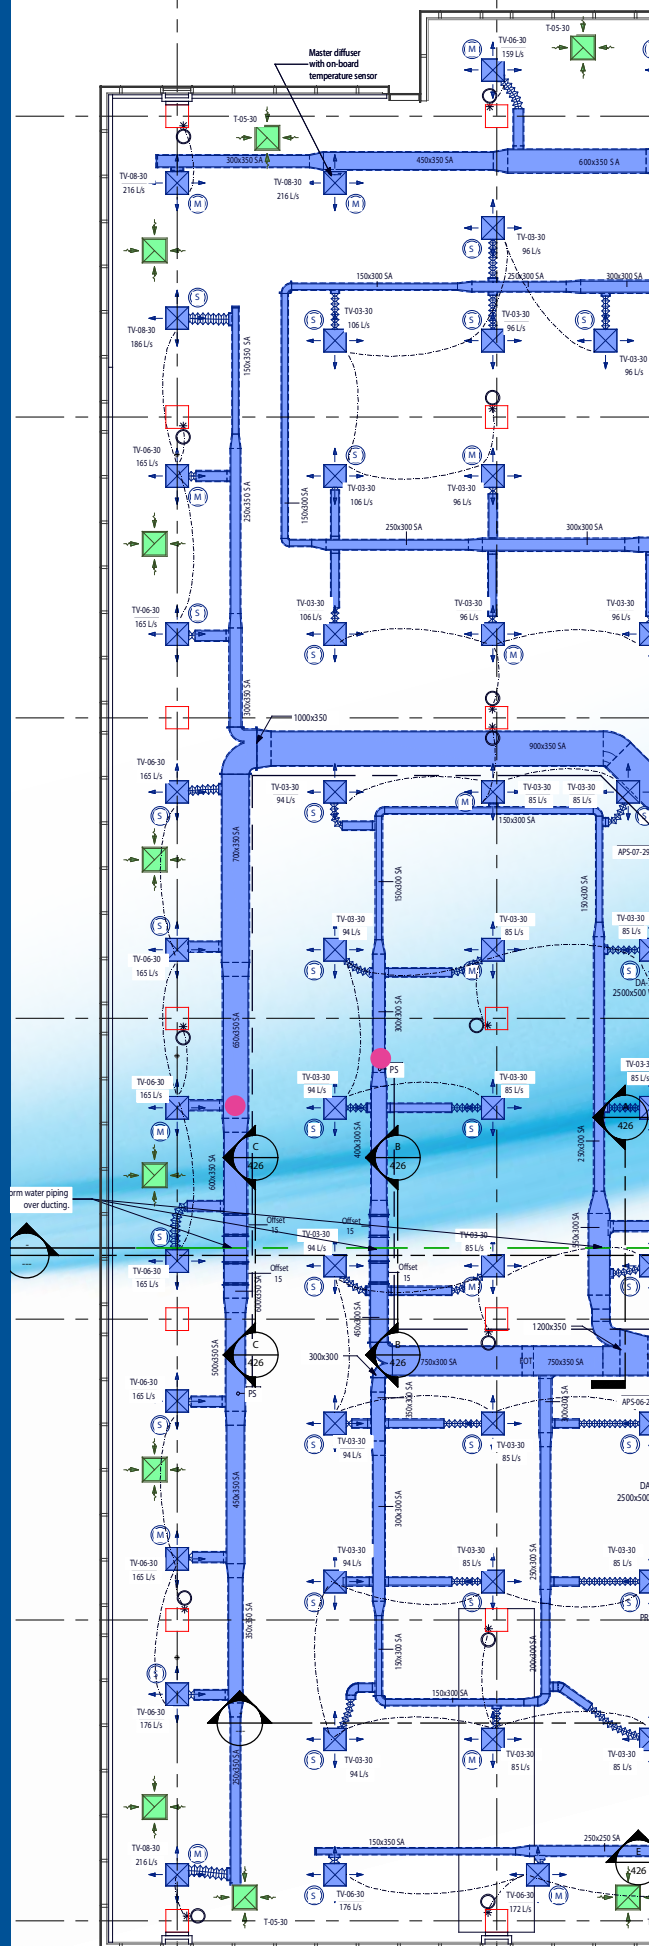 Master diffuser
with on-board
temperature sensor
TV-06-30
159 L/s
T-05-30
M
T-05-30
300x350 SA
450x350 SA
600x350 SA
TV-08-30
216 L/s
M
TV-08-30
216 L/s
M
TV-03-30
96 L/s
S
150x300 SA
250x300 SA
300x300 SA
S
TV-08-30
186 L/s
S
TV-03-30
106 L/s
S
TV-03-30
96 L/s
S
TV-03-30
96 L/s
150x350 SA
TV-06-30
165 L/s
M
S
TV-03-30
106 L/s
M
TV-03-30
96 L/s
250x350 SA
150x300 SA
250x300 SA
300x300 SA
TV-06-30
165 L/s
S
TV-03-30
106 L/s
S
TV-03-30
96 L/s
M
TV-03-30
96 L/s
300x350 SA
1000x350
900x350 SA
TV-06-30
165 L/s
S
TV-03-30
94 L/s
S
M
TV-03-30
85 L/s
TV-03-30
85 L/s
S
150x300 SA
700x350 SA
APS-07-29
150x300 SA
150x300 SA
S
TV-06-30
165 L/s
TV-03-30
94 L/s
S
TV-03-30
85 L/s
M
TV-03-30
85 L/s
S
DA-
2500x500
300x300 SA
650x350 SA
PS
TV-06-30
165 L/s
M
TV-03-30
94 L/s
S
TV-03-30
85 L/s
S
TV-03-3
85 L/s
A
426
400x300 SA
250x300 SA
C
426
B
426
600x350 SA
orm water piping
over ducting.
Offset
15
Offset
15
S
TV-06-30
165 L/s
TV-03-30
94 L/s
S
TV-03-30
85 L/s
S
S
Offset
15
Offset
15
600x350 SA
450x300 SA
1200x350
C
426
B
426
300x300
500x350 SA
750x300 SA
750x350 SA
PS
TV-06-30
165 L/s
S
350x300 SA
APS-06-2
S
TV-03-30
94 L/s
S
TV-03-30
85 L/s
S
450x350 SA
DA
2500x500
300x300 SA
M
TV-06-30
165 L/s
TV-03-30
94 L/s
S
TV-03-30
85 L/s
S
250x300 SA
TV-03-30
85 L/s
S
350x350 SA
PR
150x300 SA
200x300 SA
S
TV-06-30
176 L/s
150x300 SA
S
TV-03-30
94 L/s
M
TV-03-30
85 L/s
S
TV-03-30
85 L/s
250x350 SA
TV-08-30
216 L/s
M
150x350 SA
250x250 SA
E
426
S
TV-06-30
176 L/s
TV-06-30
172 L/s
M
T-05-30